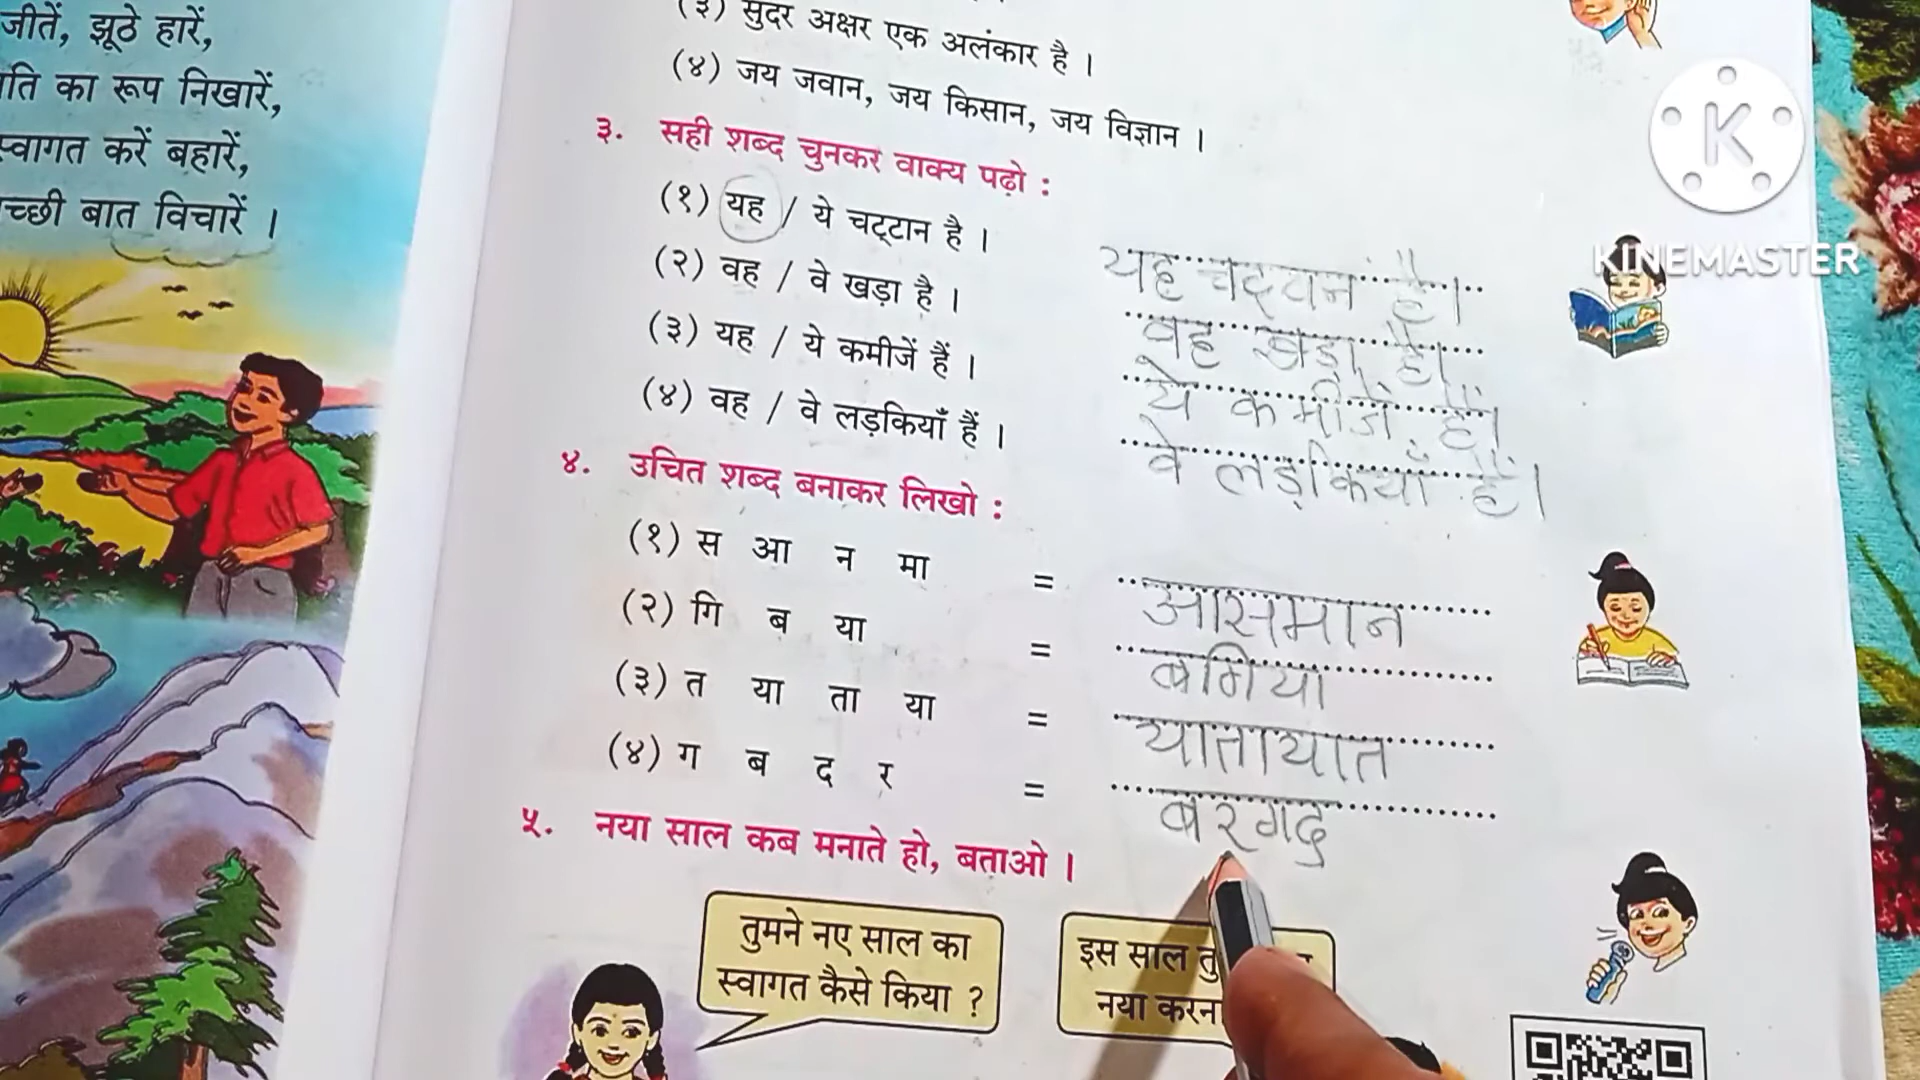 जीतें, झूठे हारें,
का रूप निखारें,
स्वागत करें बहारें,
बात विचारें ।
(३) सुंदर अक्षर एक अलंकार है ।
(४) जय जवान, जय किसान, जय विज्ञान ।
३. सही शब्द चुनकर वाक्य पढ़ो :
(१) यह / ये चट्टान है ।
यह चट्टान है।
(२) वह / वे खड़ा है ।
वह खड़ा है।
(३) यह / ये कमीजें हैं ।
ये कमीजें हैं।
(४) वह / वे लड़कियाँ हैं ।
वे लड़कियाँ हैं।
४. उचित शब्द बनाकर लिखो :
(१) स आ न मा = आसमान
(२) गि ब या = बगिया
(३) त या ता या = यातायात
(४) ग ब द र = बरगद
५. नया साल कब मनाते हो, बताओ ।
तुमने नए साल का
स्वागत कैसे किया ?
इस साल
नया
K
KINEMASTER